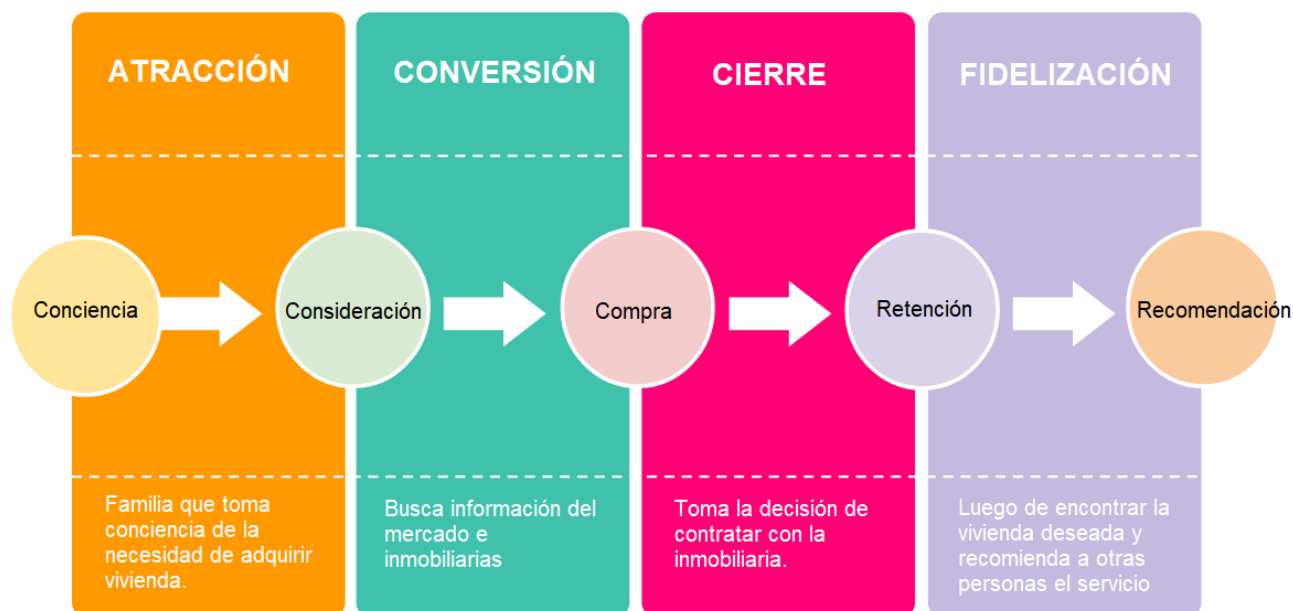 ATRACCIÓN
CONVERSIÓN
CIERRE
FIDELIZACIÓN
Conciencia
Consideración
Compra
Retención
Recomendación
Familia que toma
conciencia de la
necesidad de adquirir
vivienda.
Busca información del
mercado e
inmobiliarias
Toma la decisión de
contratar con la
inmobiliaria.
Luego de encontrar la
vivienda deseada y
recomienda a otras
personas el servicio